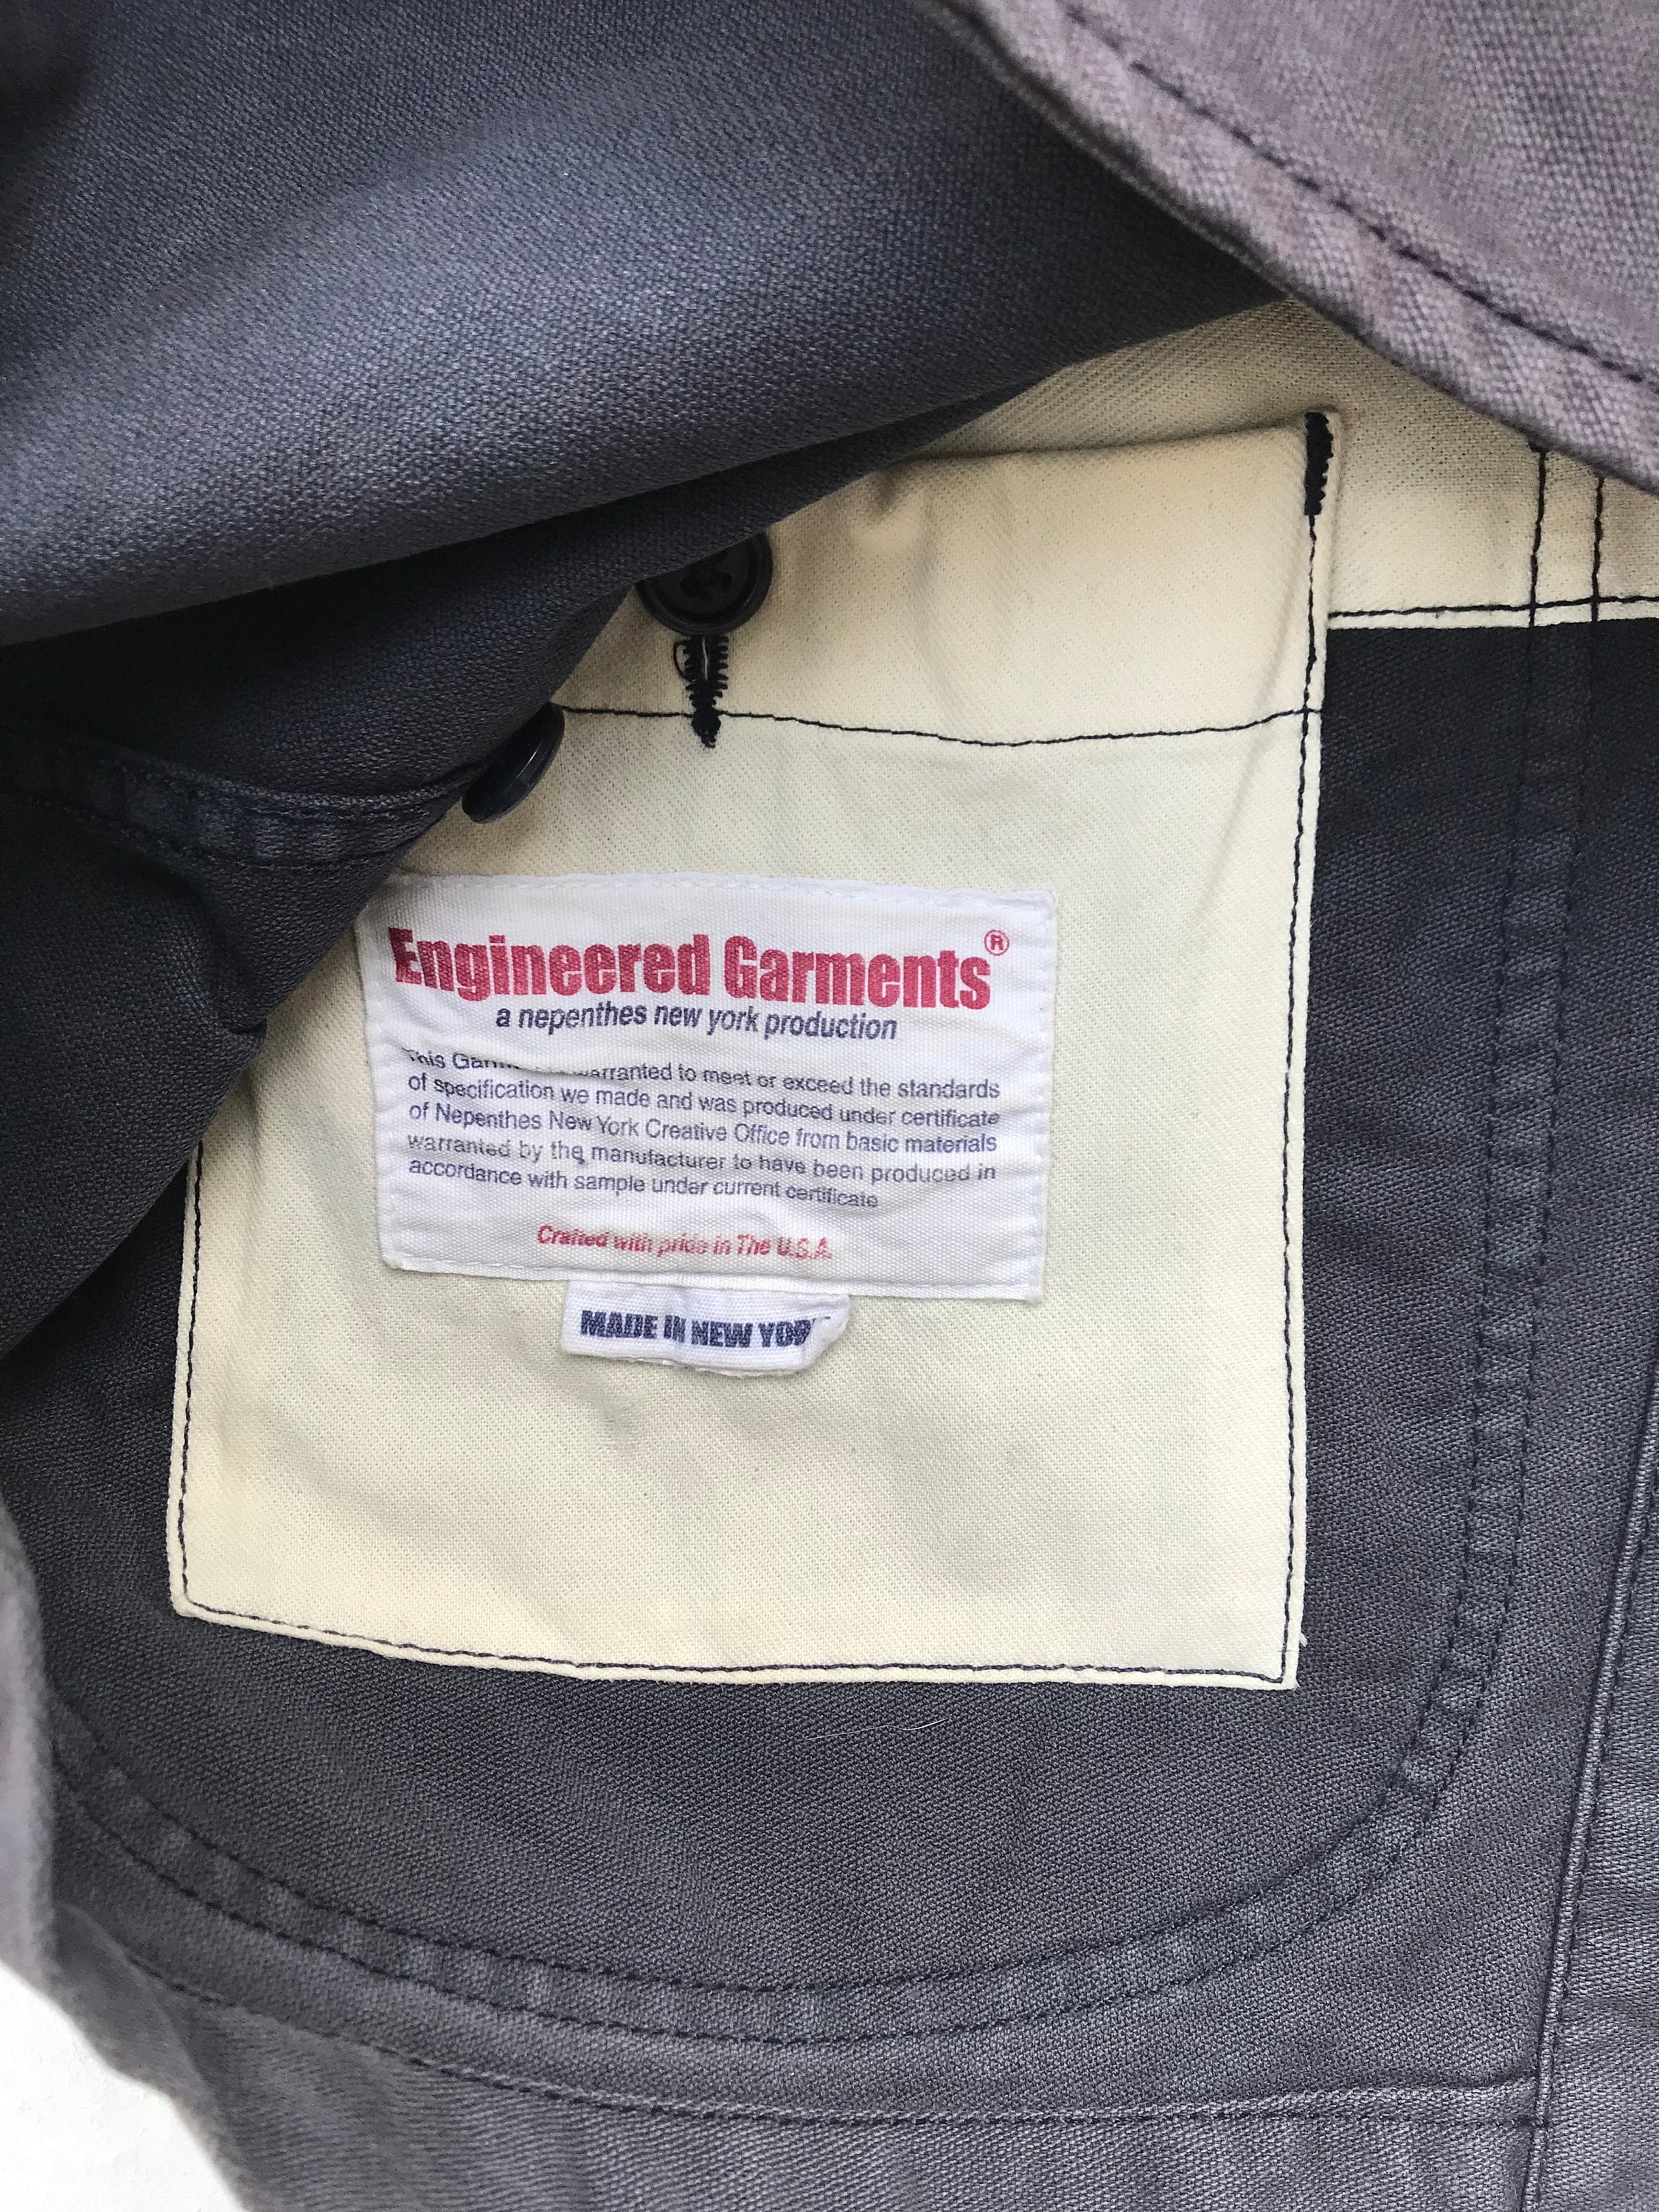 Engineered Garments®
a nepenthes new york production
This warranted to meet or exceed the standards
of specification we made and was produced under certificate
of Nepenthes New York Creative Office from basic materials
warranted by the manufacturer to have been produced in
accordance with sample under current certificate
Crafted with pride in The U.S.A.
MADE IN NEW